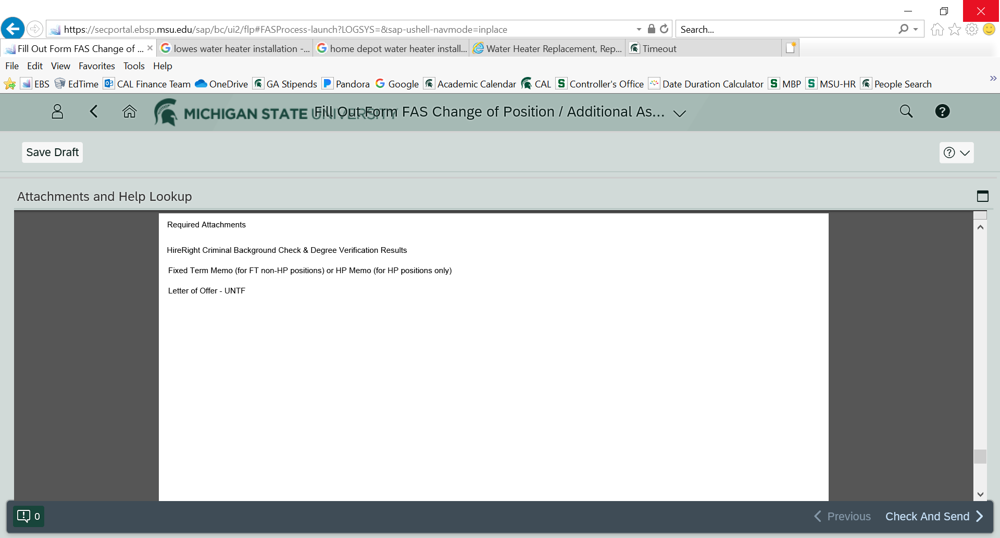 https://secportal.ebsp.msu.edu/sap/bc/ui2/flp#FASProcess-launch?LOGSYS=&sap-ushell-navmode=inplace Search...
Fill Out Form FAS Change of ... lowes water heater installation -... home depot water heater install... Water Heater Replacement, Rep... Timeout
File Edit View Favorites Tools Help
EBS EdTime CAL Finance Team OneDrive GA Stipends Pandora Google Academic Calendar CAL Controller's Office Date Duration Calculator MBP MSU-HR People Search
MICHIGAN STATE UNIVERSITY Fill Out Form FAS Change of Position / Additional As...
Save Draft
Attachments and Help Lookup
Required Attachments
HireRight Criminal Background Check & Degree Verification Results
Fixed Term Memo (for FT non-HP positions) or HP Memo (for HP positions only)
Letter of Offer - UNTF
0 Previous Check And Send